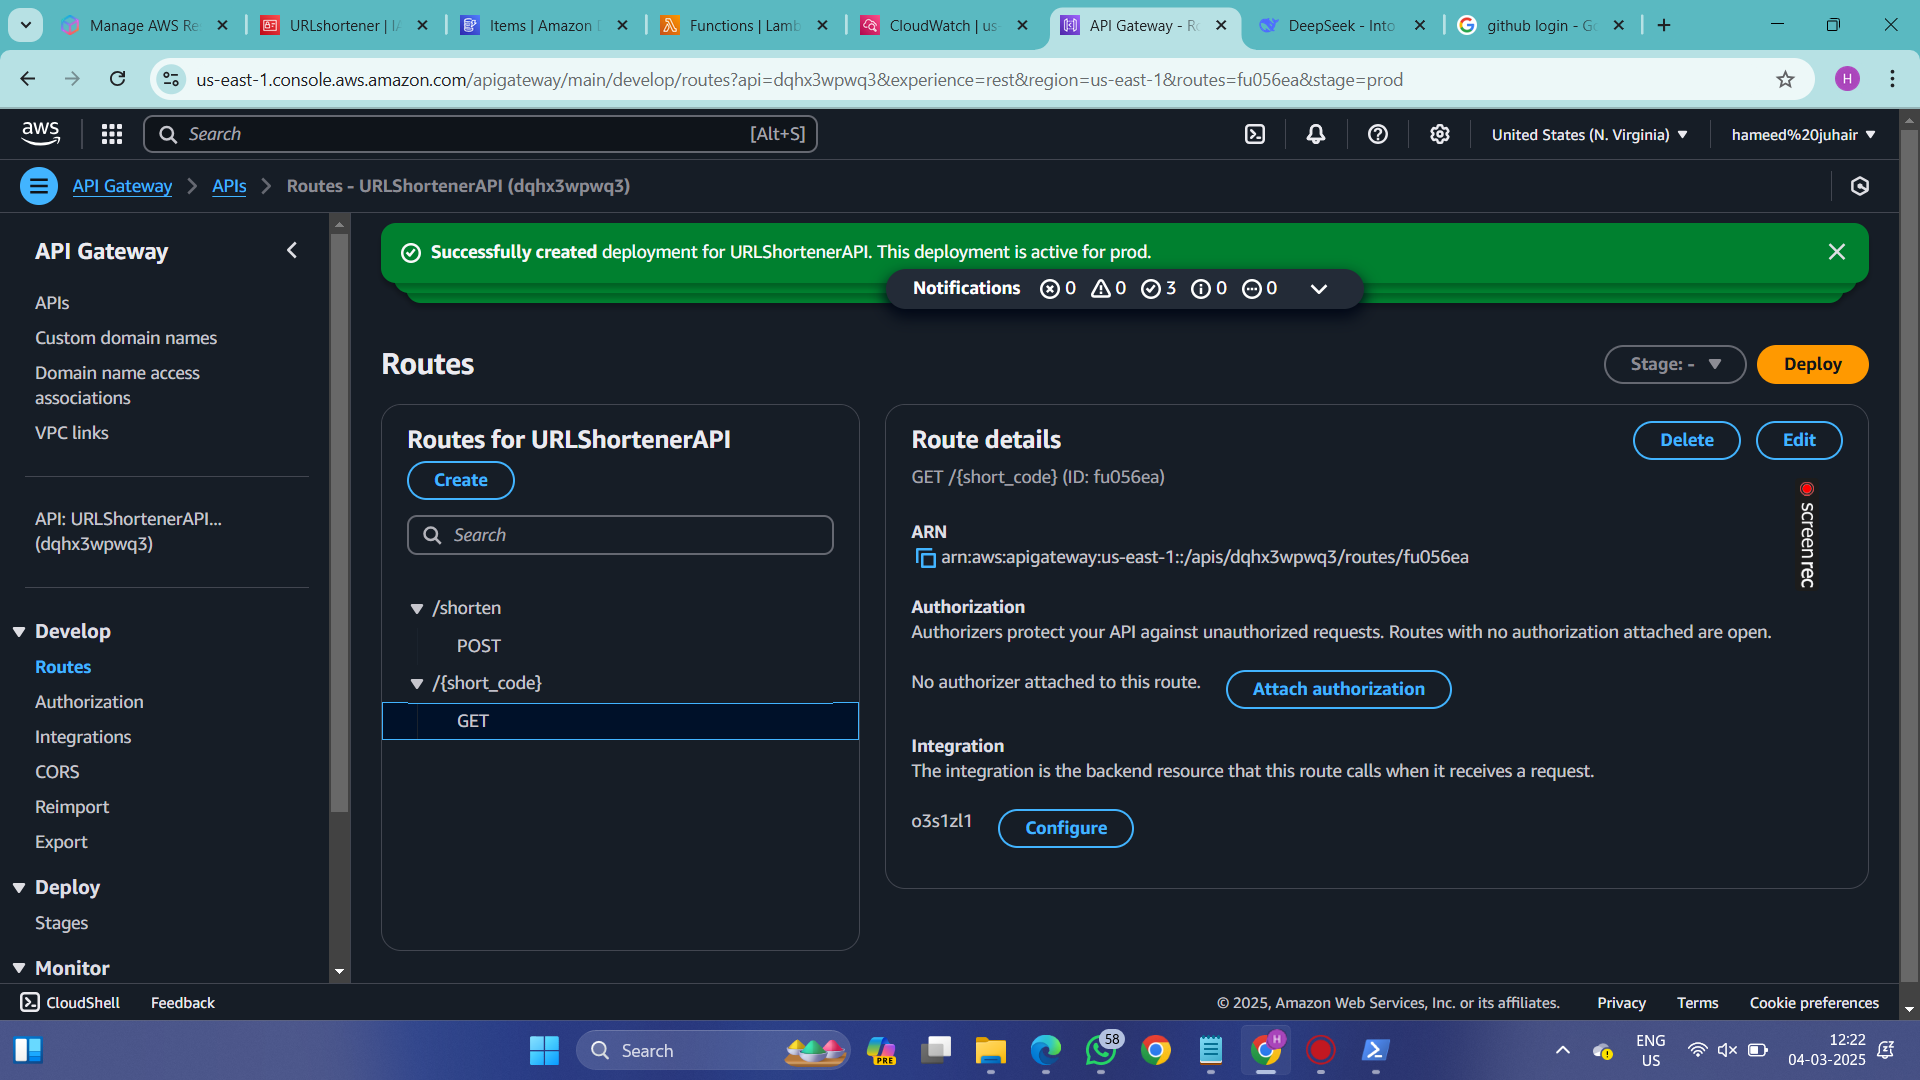 Manage AWS Re
URLshortener | I
Items | Amazon
Functions | Lamb
CloudWatch | us-
API Gateway - Ro
DeepSeek - Into
github login - Go
us-east-1.console.aws.amazon.com/apigateway/main/develop/routes?api=dqhx3wpwq3&experience=rest&region=us-east-1&routes=fu056ea&stage=prod
H
aws
Search
[Alt+S]
United States (N. Virginia)
hameed%20juhair
API Gateway
APIs
Routes - URLShortenerAPI (dqhx3wpwq3)
API Gateway
APIs
Custom domain names
Domain name access
associations
VPC links
API: URLShortenerAPI...
(dqhx3wpwq3)
Develop
Routes
Authorization
Integrations
CORS
Reimport
Export
Deploy
Stages
Monitor
Successfully created deployment for URLShortenerAPI. This deployment is active for prod.
Notifications 0 0 3 0 0
Routes
Stage: -
Deploy
Routes for URLShortenerAPI
Create
Search
/shorten
POST
/{short_code}
GET
Route details
Delete
Edit
GET /{short_code} (ID: fu056ea)
ARN
arn:aws:apigateway:us-east-1::/apis/dqhx3wpwq3/routes/fu056ea
Authorization
Authorizers protect your API against unauthorized requests. Routes with no authorization attached are open.
No authorizer attached to this route.
Attach authorization
Integration
The integration is the backend resource that this route calls when it receives a request.
o3s1zl1
Configure
screenrec
CloudShell
Feedback
© 2025, Amazon Web Services, Inc. or its affiliates.
Privacy
Terms
Cookie preferences
Search
PRE
58
H
ENG
US
12:22
04-03-2025